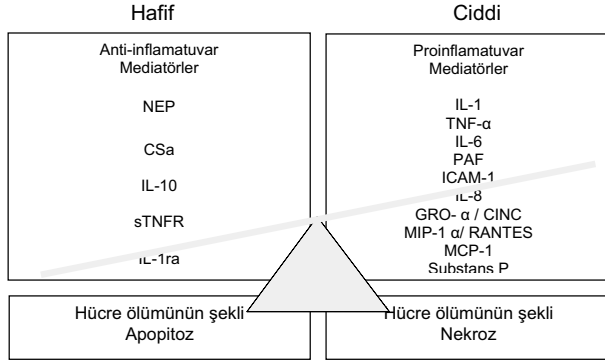 Hafif
Anti-inflamatuvar
Mediatörler
NEP
CSa
IL-10
sTNFR
IL-1ra
Hücre ölümünün şekli
Apopitoz
Ciddi
Proinflamatuvar
Mediatörler
IL-1
TNF-α
IL-6
PAF
ICAM-1
IL-8
GRO- α / CINC
MIP-1 α/ RANTES
MCP-1
Substans P
Hücre ölümünün şekli
Nekroz